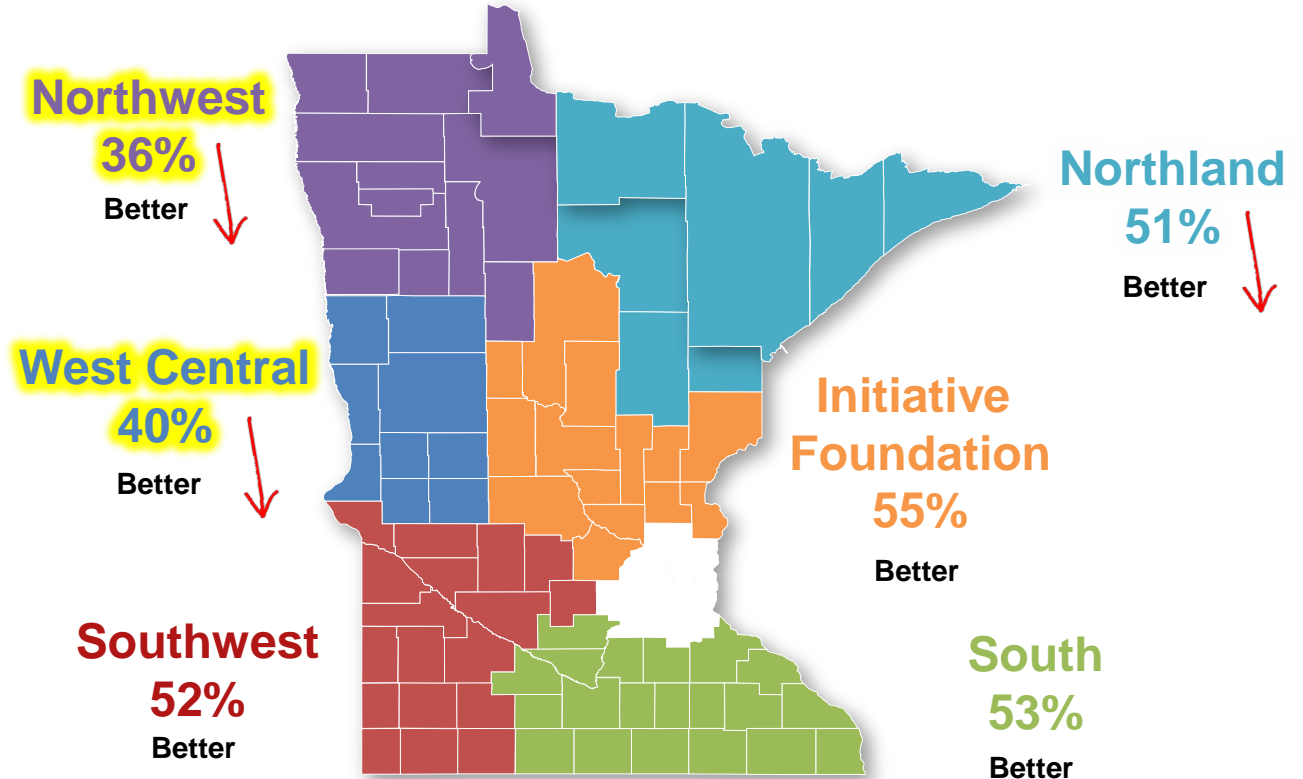 Northwest
36%
Better
Northland
51%
Better
West Central
40%
Better
Initiative
Foundation
55%
Better
Southwest
52%
Better
South
53%
Better